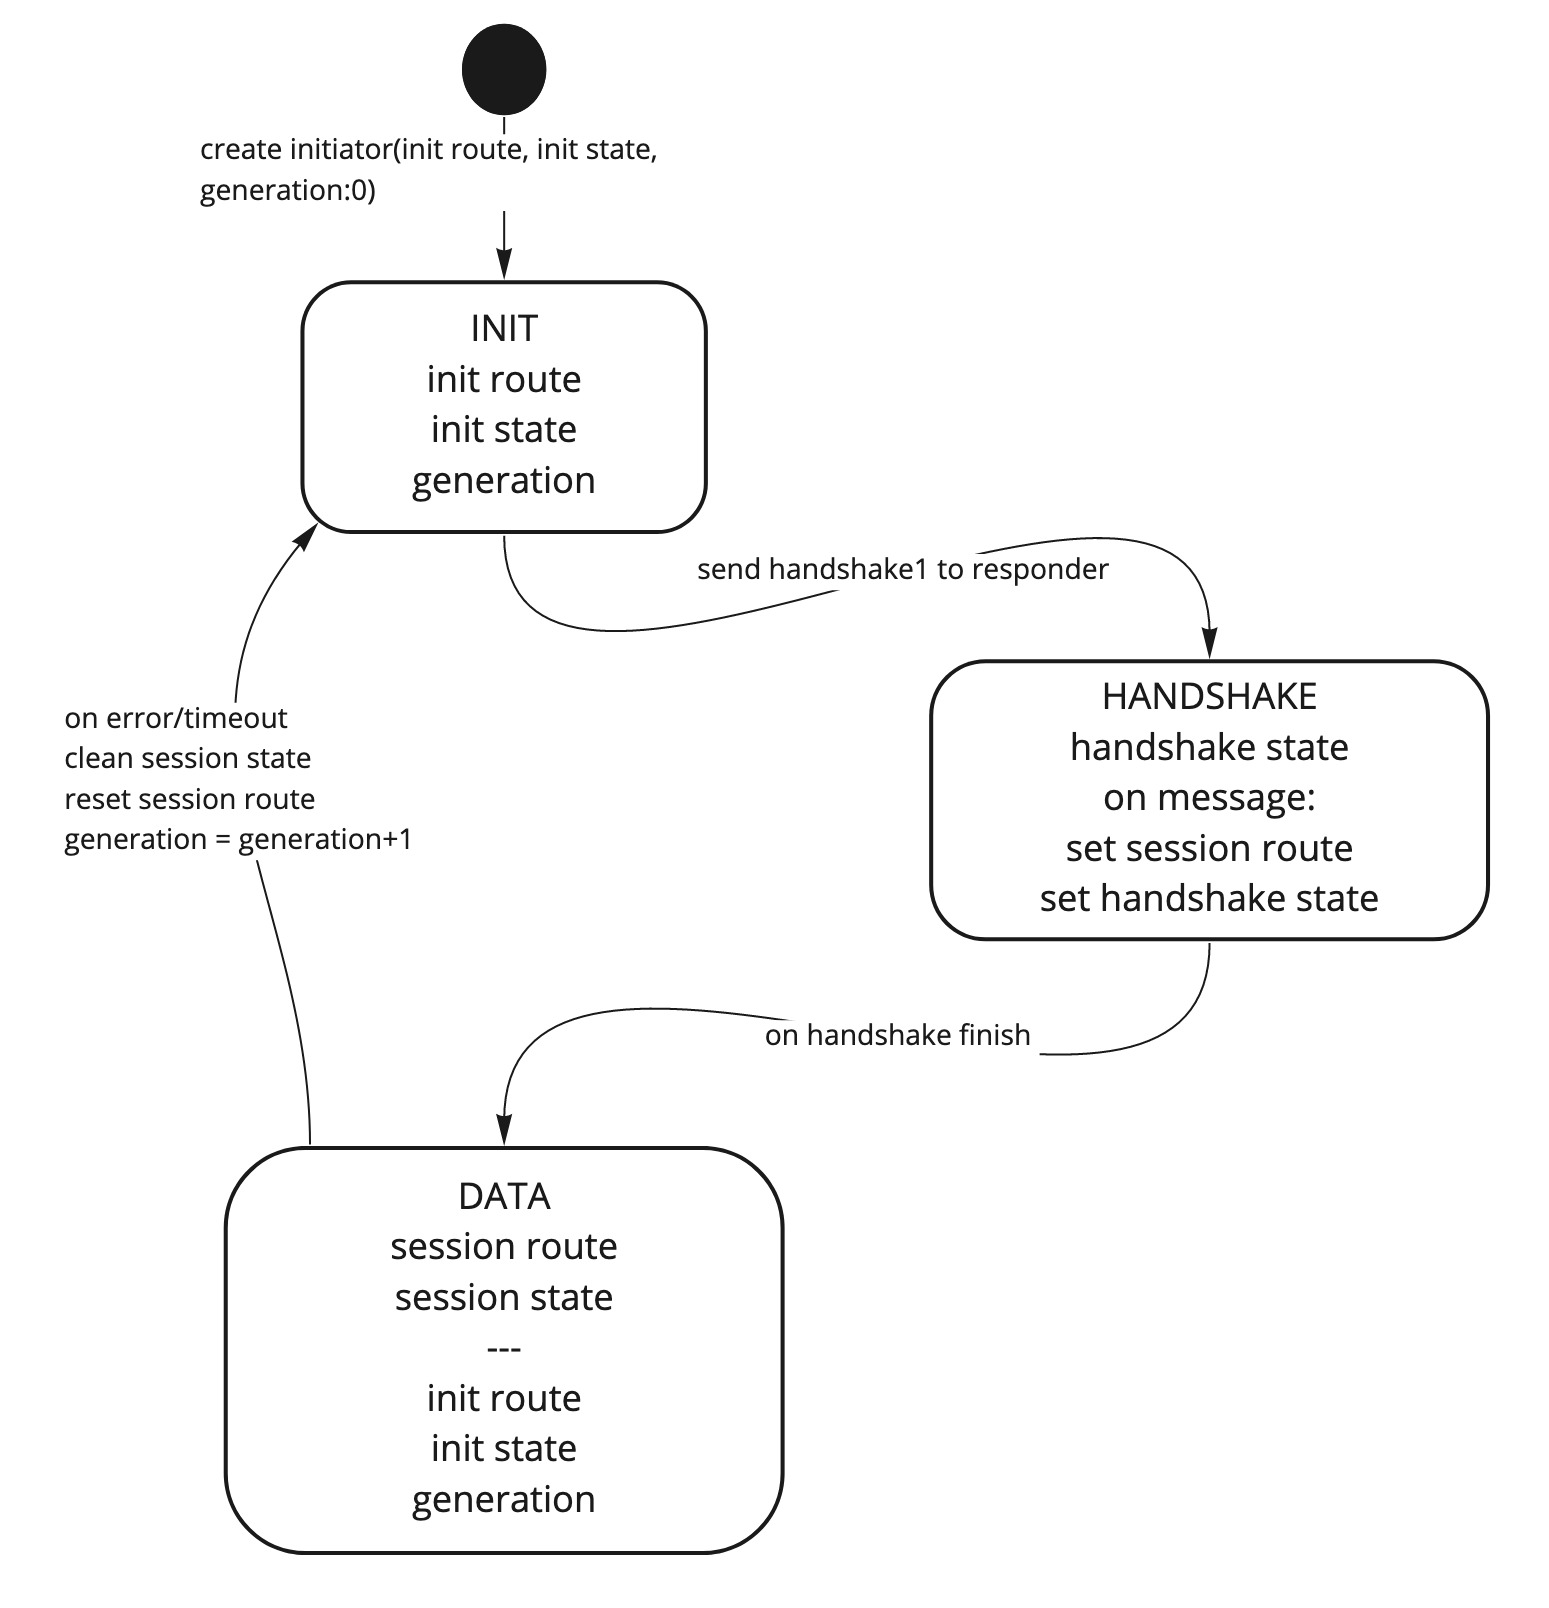 create initiator(init route, init state,
generation:0)
INIT
init route
init state
generation
send handshake1 to responder
HANDSHAKE
handshake state
on message:
set session route
set handshake state
on error/timeout
clean session state
reset session route
generation = generation+1
on handshake finish
DATA
session route
session state
---
init route
init state
generation